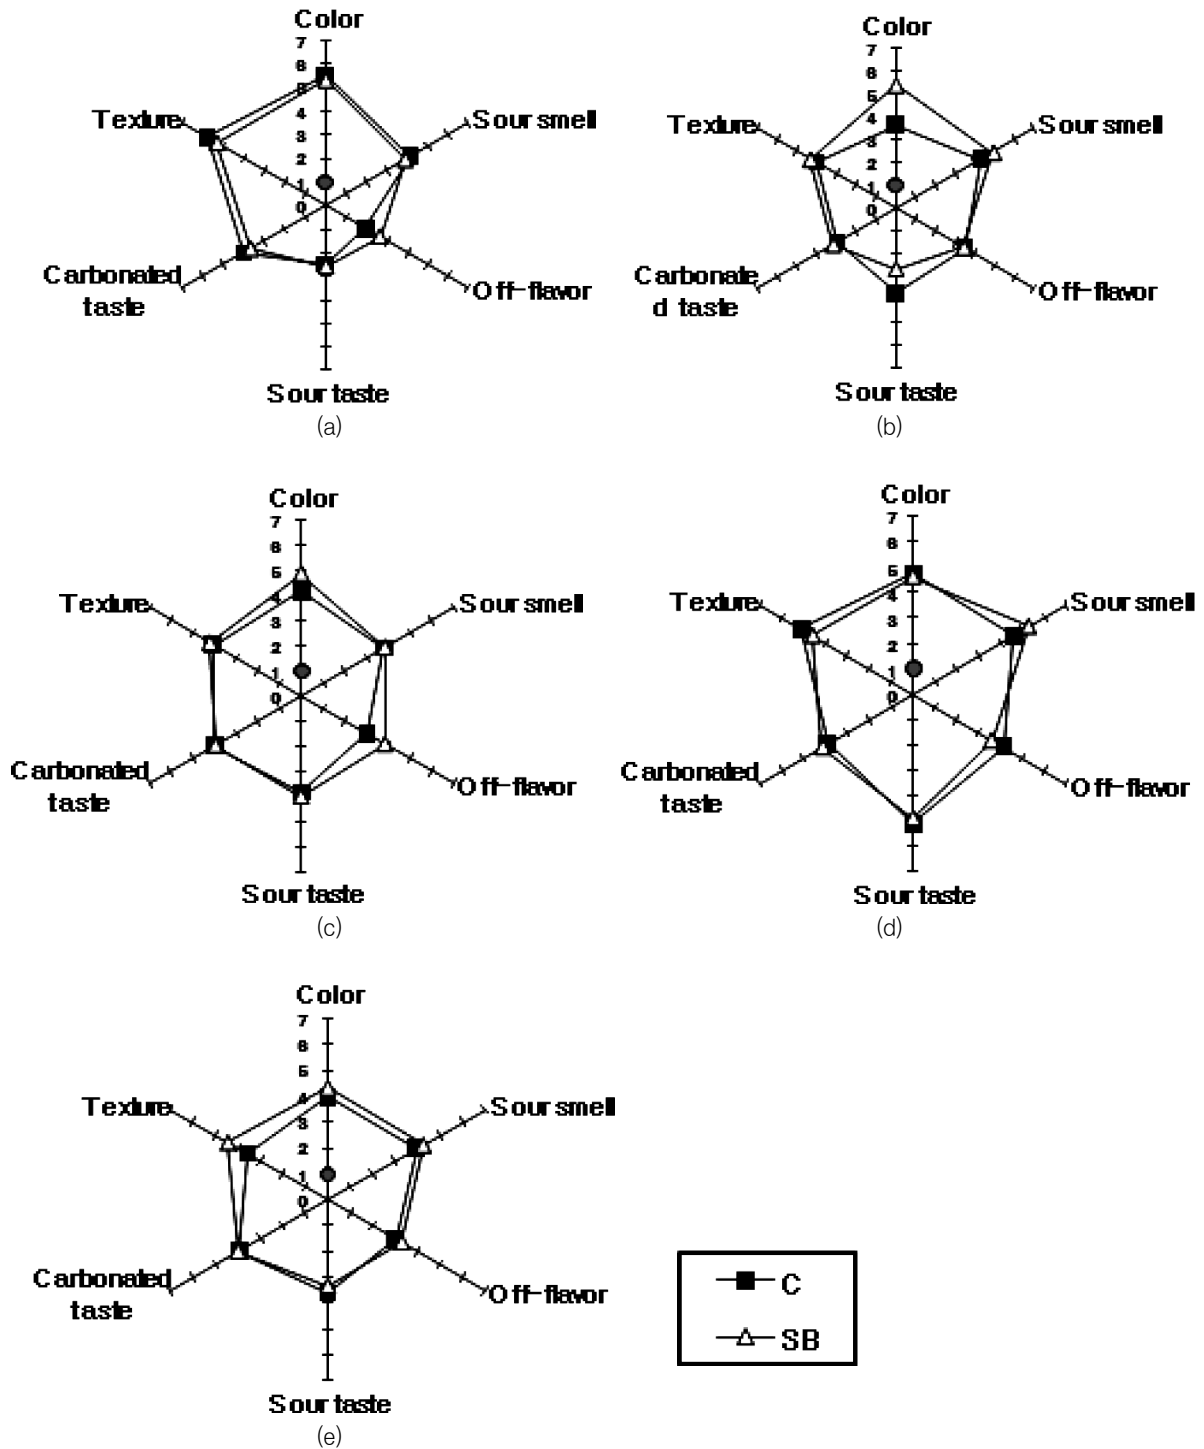 Color
7
6
5
4
3
2
1
0
Texture
Sour smell
Carbonated
taste
Off-flavor
Sour taste
(a)
Color
7
6
5
4
3
2
1
0
Texture
Sour smell
Carbonate
d taste
Off-flavor
Sour taste
(b)
Color
7
6
5
4
3
2
1
0
Texture
Sour smell
Carbonated
taste
Off-flavor
Sour taste
(c)
Color
7
6
5
4
3
2
1
0
Texture
Sour smell
Carbonated
taste
Off-flavor
Sour taste
(d)
Color
7
6
5
4
3
2
1
0
Texture
Sour smell
Carbonated
taste
Off-flavor
Sour taste
(e)
C
SB